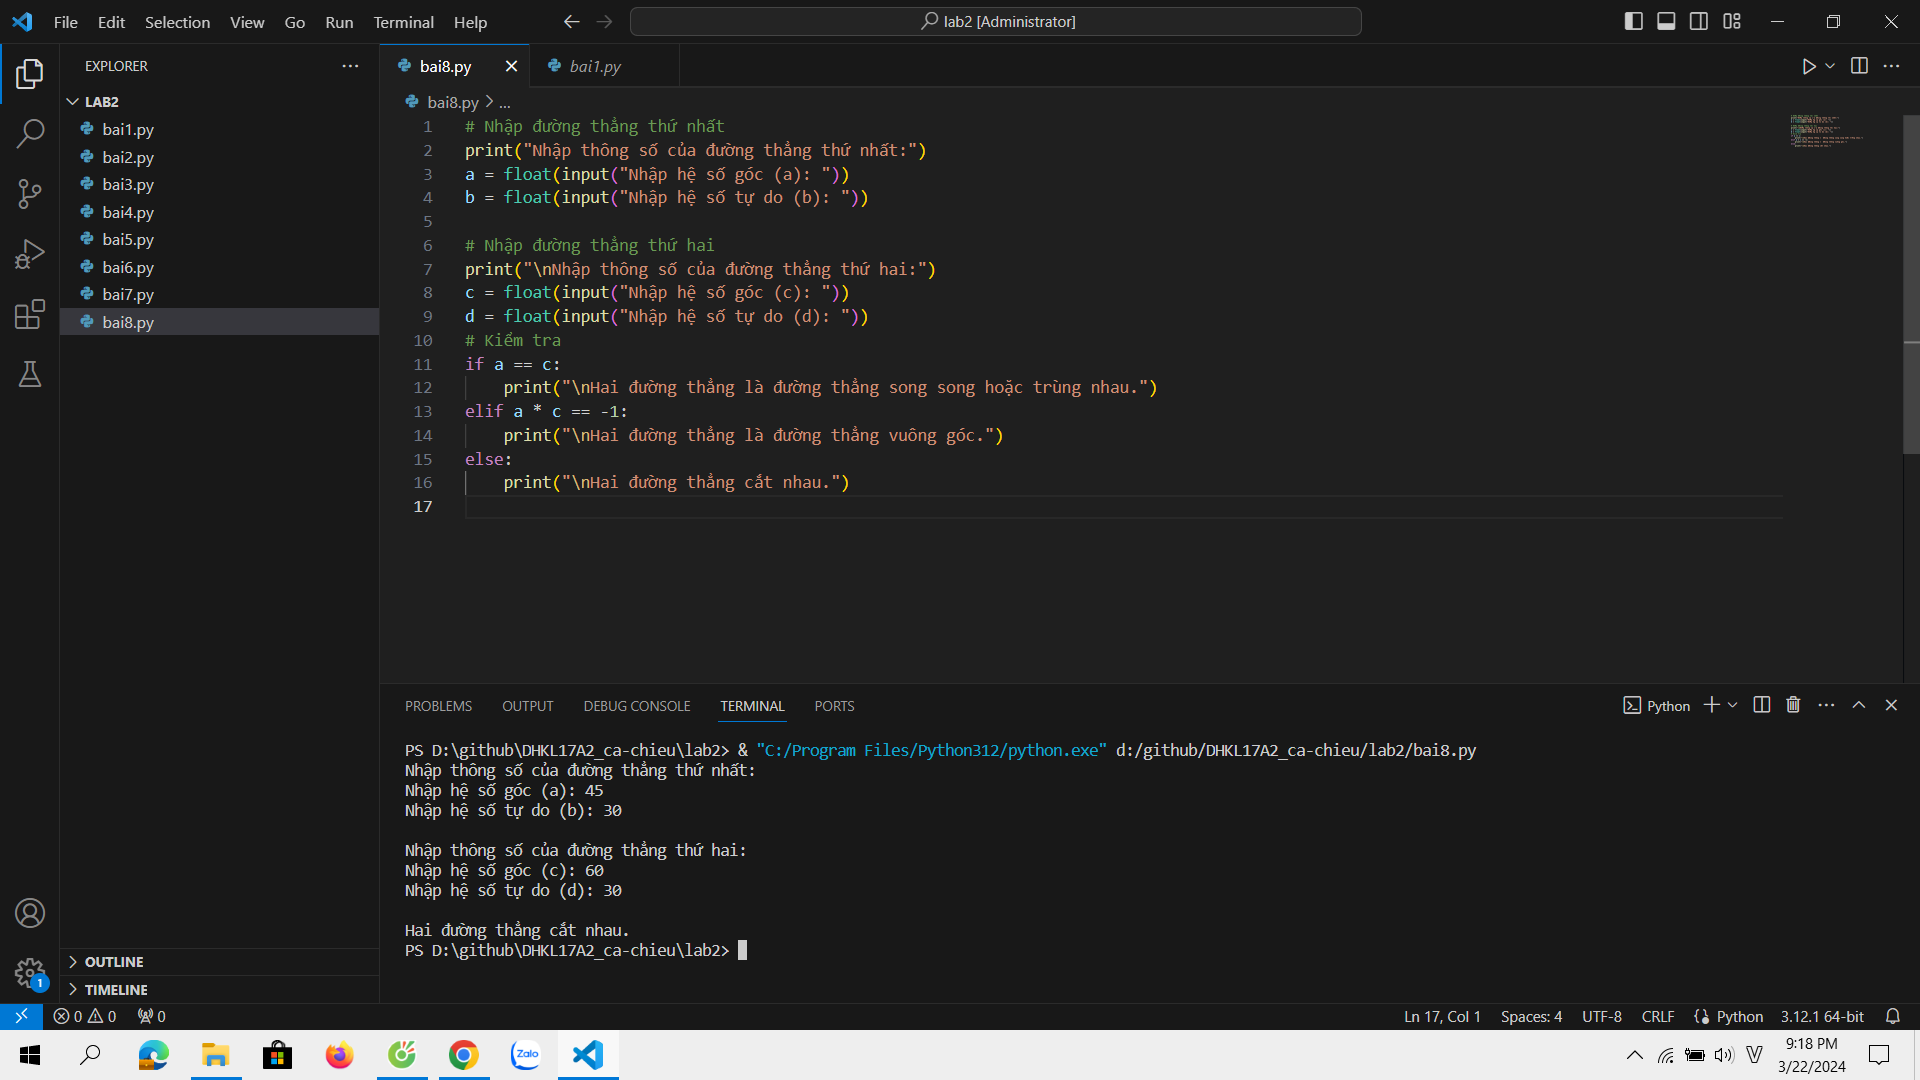 File Edit Selection View Go Run Terminal Help
lab2 [Administrator]
EXPLORER
LAB2
bai1.py
bai2.py
bai3.py
bai4.py
bai5.py
bai6.py
bai7.py
bai8.py
OUTLINE
TIMELINE
bai8.py
bai1.py
bai8.py > ...
1 # Nhập đường thẳng thứ nhất
2 print("Nhập thông số của đường thẳng thứ nhất:")
3 a = float(input("Nhập hệ số góc (a): "))
4 b = float(input("Nhập hệ số tự do (b): "))
5
6 # Nhập đường thẳng thứ hai
7 print("\nNhập thông số của đường thẳng thứ hai:")
8 c = float(input("Nhập hệ số góc (c): "))
9 d = float(input("Nhập hệ số tự do (d): "))
10 # Kiểm tra
11 if a == c:
12 print("\nHai đường thẳng là đường thẳng song song hoặc trùng nhau.")
13 elif a * c == -1:
14 print("\nHai đường thẳng là đường thẳng vuông góc.")
15 else:
16 print("\nHai đường thẳng cắt nhau.")
17
PROBLEMS OUTPUT DEBUG CONSOLE TERMINAL PORTS
Python
PS D:\github\DHKL17A2_ca-chieu\lab2> & "C:/Program Files/Python312/python.exe" d:/github/DHKL17A2_ca-chieu/lab2/bai8.py
Nhập thông số của đường thẳng thứ nhất:
Nhập hệ số góc (a): 45
Nhập hệ số tự do (b): 30
Nhập thông số của đường thẳng thứ hai:
Nhập hệ số góc (c): 60
Nhập hệ số tự do (d): 30
Hai đường thẳng cắt nhau.
PS D:\github\DHKL17A2_ca-chieu\lab2>
1
0 0 0
Ln 17, Col 1 Spaces: 4 UTF-8 CRLF Python 3.12.1 64-bit
Zalo
V
9:18 PM
3/22/2024